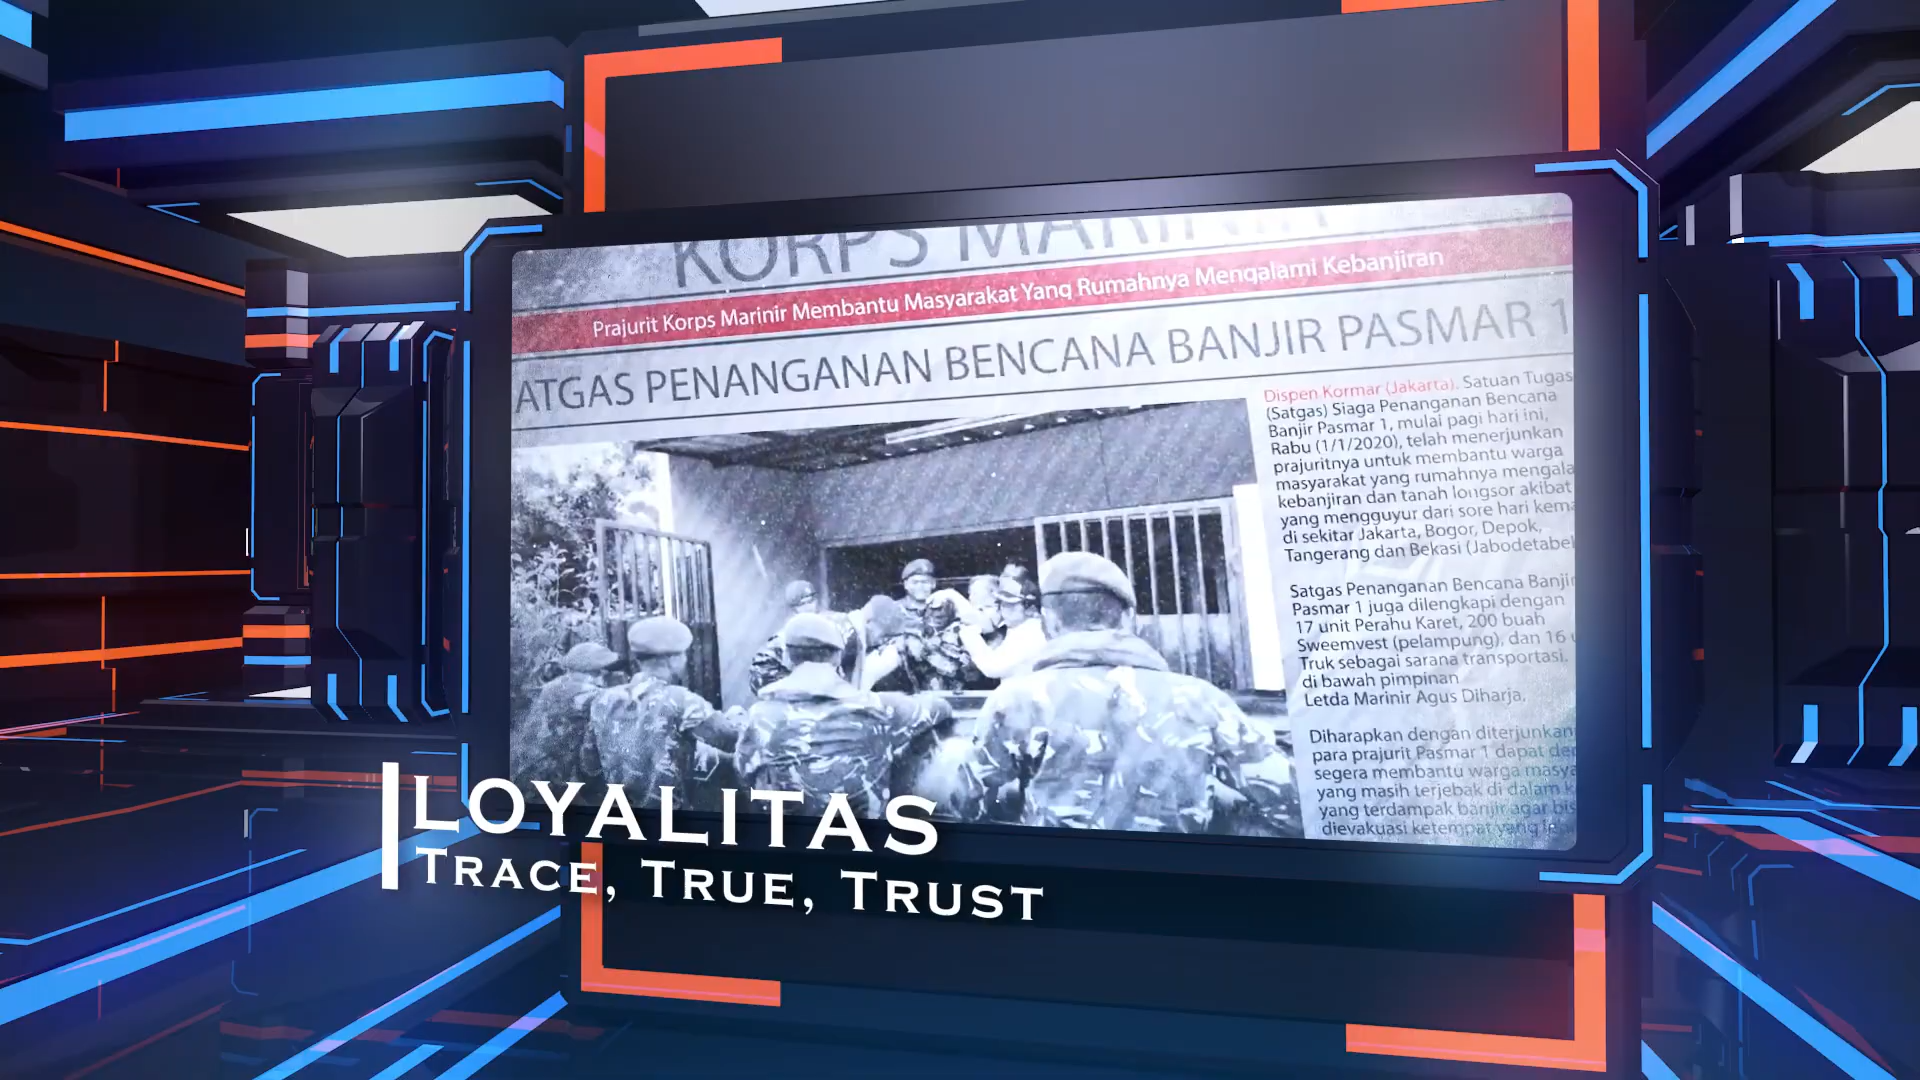 KORPS MARINIR
Prajurit Korps Marinir Membantu Masyarakat Yang Rumahnya Mengalami Kebanjiran
ATGAS PENANGANAN BENCANA BANJIR PASMAR 1
Dispen Kormar (Jakarta). Satuan Tugas
(Satgas) Siaga Penanganan Bencana
Banjir Pasmar 1, mulai pagi hari ini,
Rabu (1/1/2020), telah menerjunkan
prajuritnya untuk membantu warga
masyarakat yang rumahnya mengala
kebanjiran dan tanah longsor akibat
yang mengguyur dari sore hari kema
di sekitar Jakarta, Bogor, Depok,
Tangerang dan Bekasi (Jabodetabe
Satgas Penanganan Bencana Banjir
Pasmar 1 juga dilengkapi dengan
17 unit Perahu Karet, 200 buah
Sweemvest (pelampung), dan 16 u
Truk sebagai sarana transportasi.
di bawah pimpinan
Letda Marinir Agus Diharja.
Diharapkan dengan diterjunkan
para prajurit Pasmar 1 dapat de
segera membantu warga masya
yang masih terjebak di dalam
yang terdampak banjir agar bis
dievakuasi ketempat yang
LOYALITAS
TRACE, TRUE, TRUST